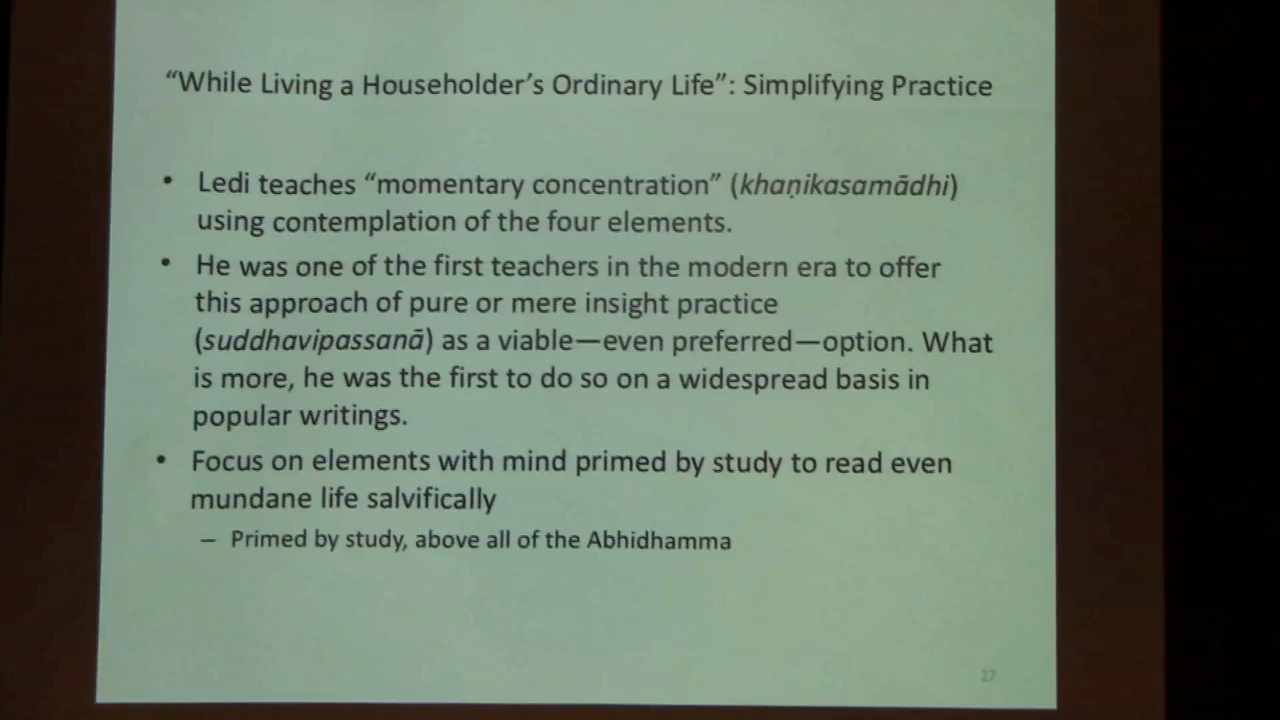 “While Living a Householder’s Ordinary Life”: Simplifying Practice
• Ledi teaches “momentary concentration” (khaṇikasamādhi)
using contemplation of the four elements.
• He was one of the first teachers in the modern era to offer
this approach of pure or mere insight practice
(suddhavipassanā) as a viable—even preferred—option. What
is more, he was the first to do so on a widespread basis in
popular writings.
• Focus on elements with mind primed by study to read even
mundane life salvifically
– Primed by study, above all of the Abhidhamma
27